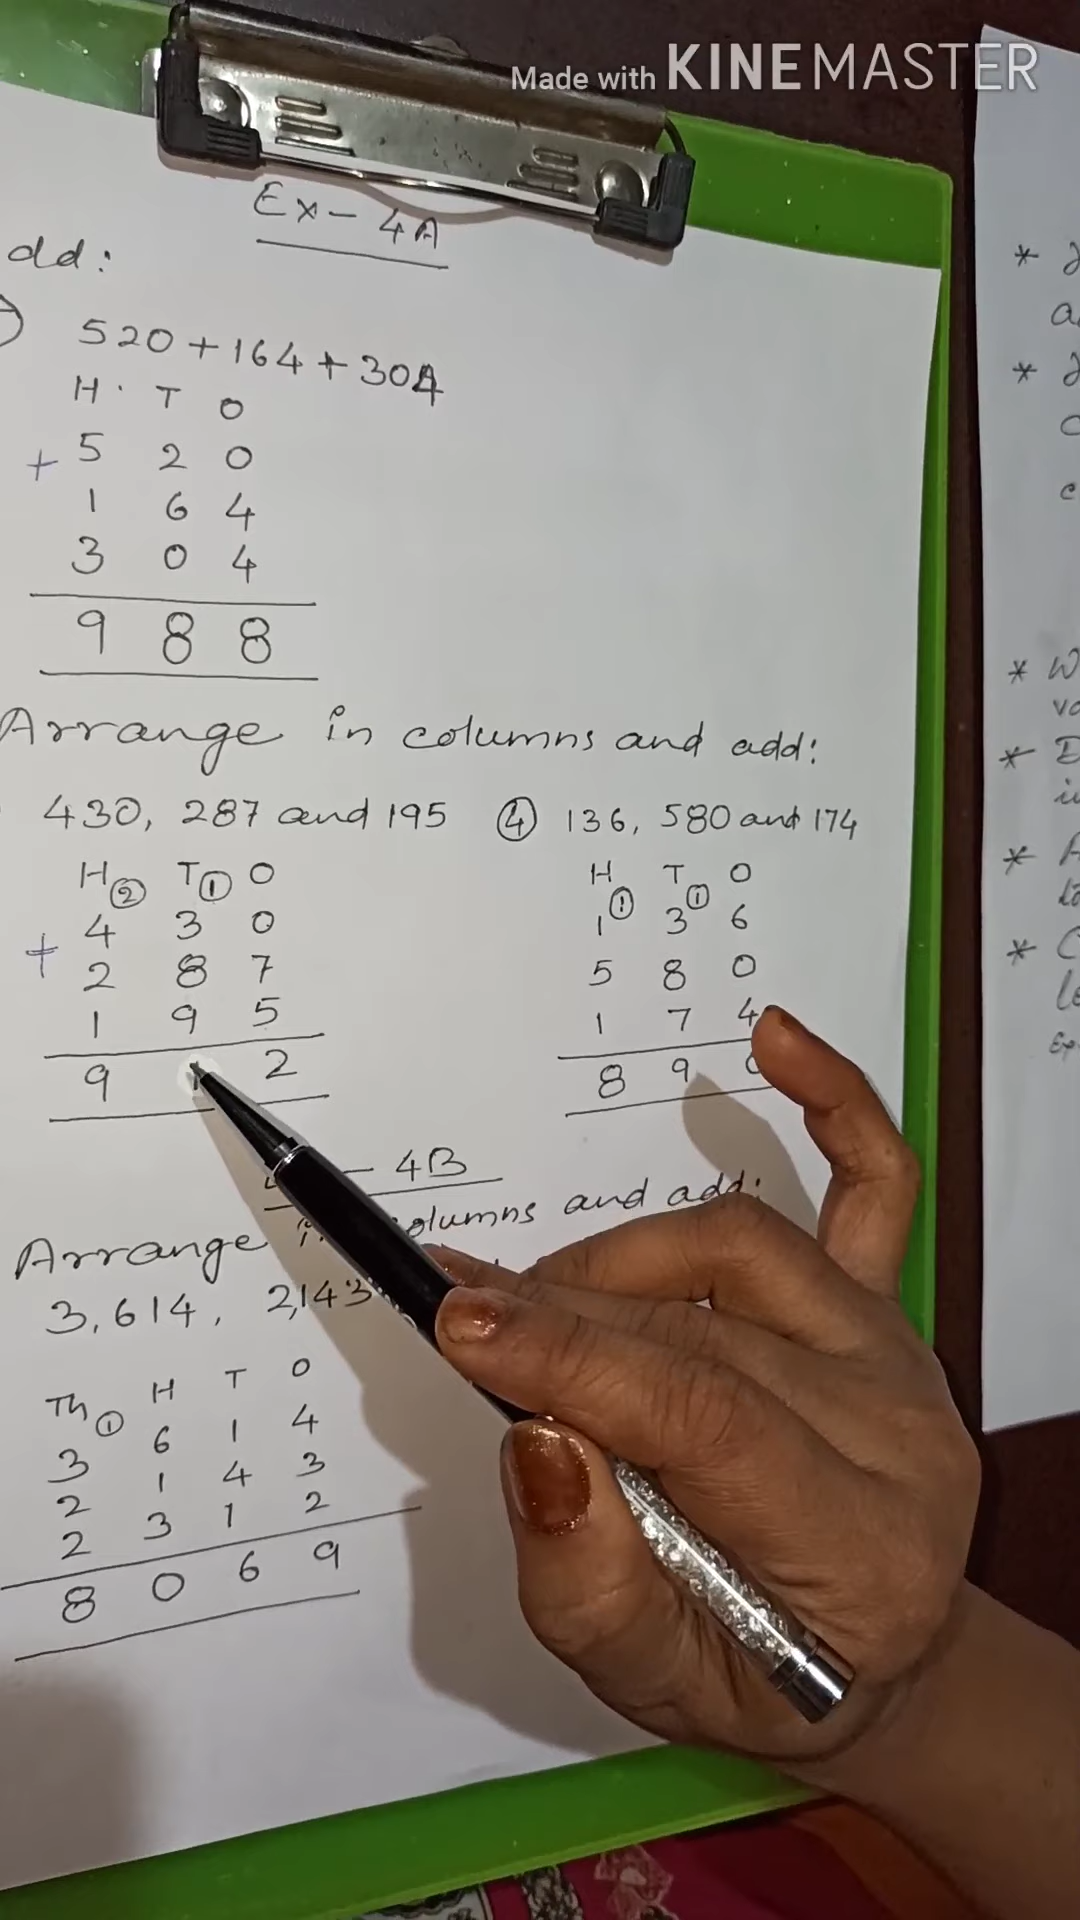 Made with KINEMASTER
Ex - 4A
dd:
520 + 164 + 304
H · T O
+ 5 2 0
1 6 4
3 0 4
9 8 8
Arrange in columns and add:
430, 287 and 195
H ② T ① O
4 3 0
+ 2 8 7
1 9 5
9 1 2
④ 136, 580 and 174
H T O
1 ① 3 ① 6
5 8 0
1 7 4
8 9
- 4B
Arrange columns and add:
3,614, 2,143
Th ① H T O
3 6 1 4
2 1 4 3
2 3 1 2
8 0 6 9
*
*
*
*
*
*